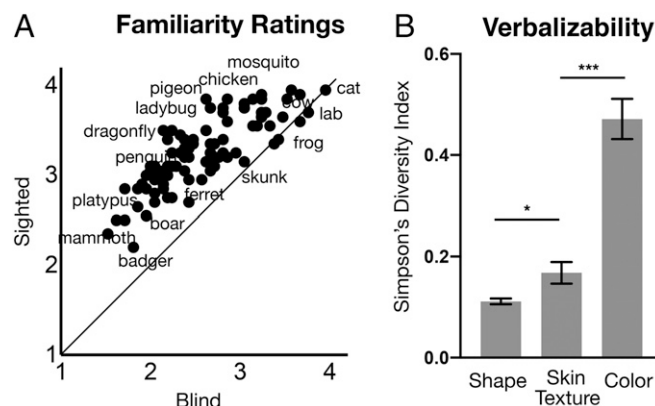 A Familiarity Ratings
mosquito
chicken
pigeon
cow
cat
ladybug
lab
dragonfly
frog
penguin
skunk
platypus
ferret
boar
mammoth
badger
Sighted
4
3
2
1
1 2 3 4
Blind
B Verbalizability
Simpson's Diversity Index
0.6
0.4
0.2
0.0
***
*
Shape Skin Texture Color